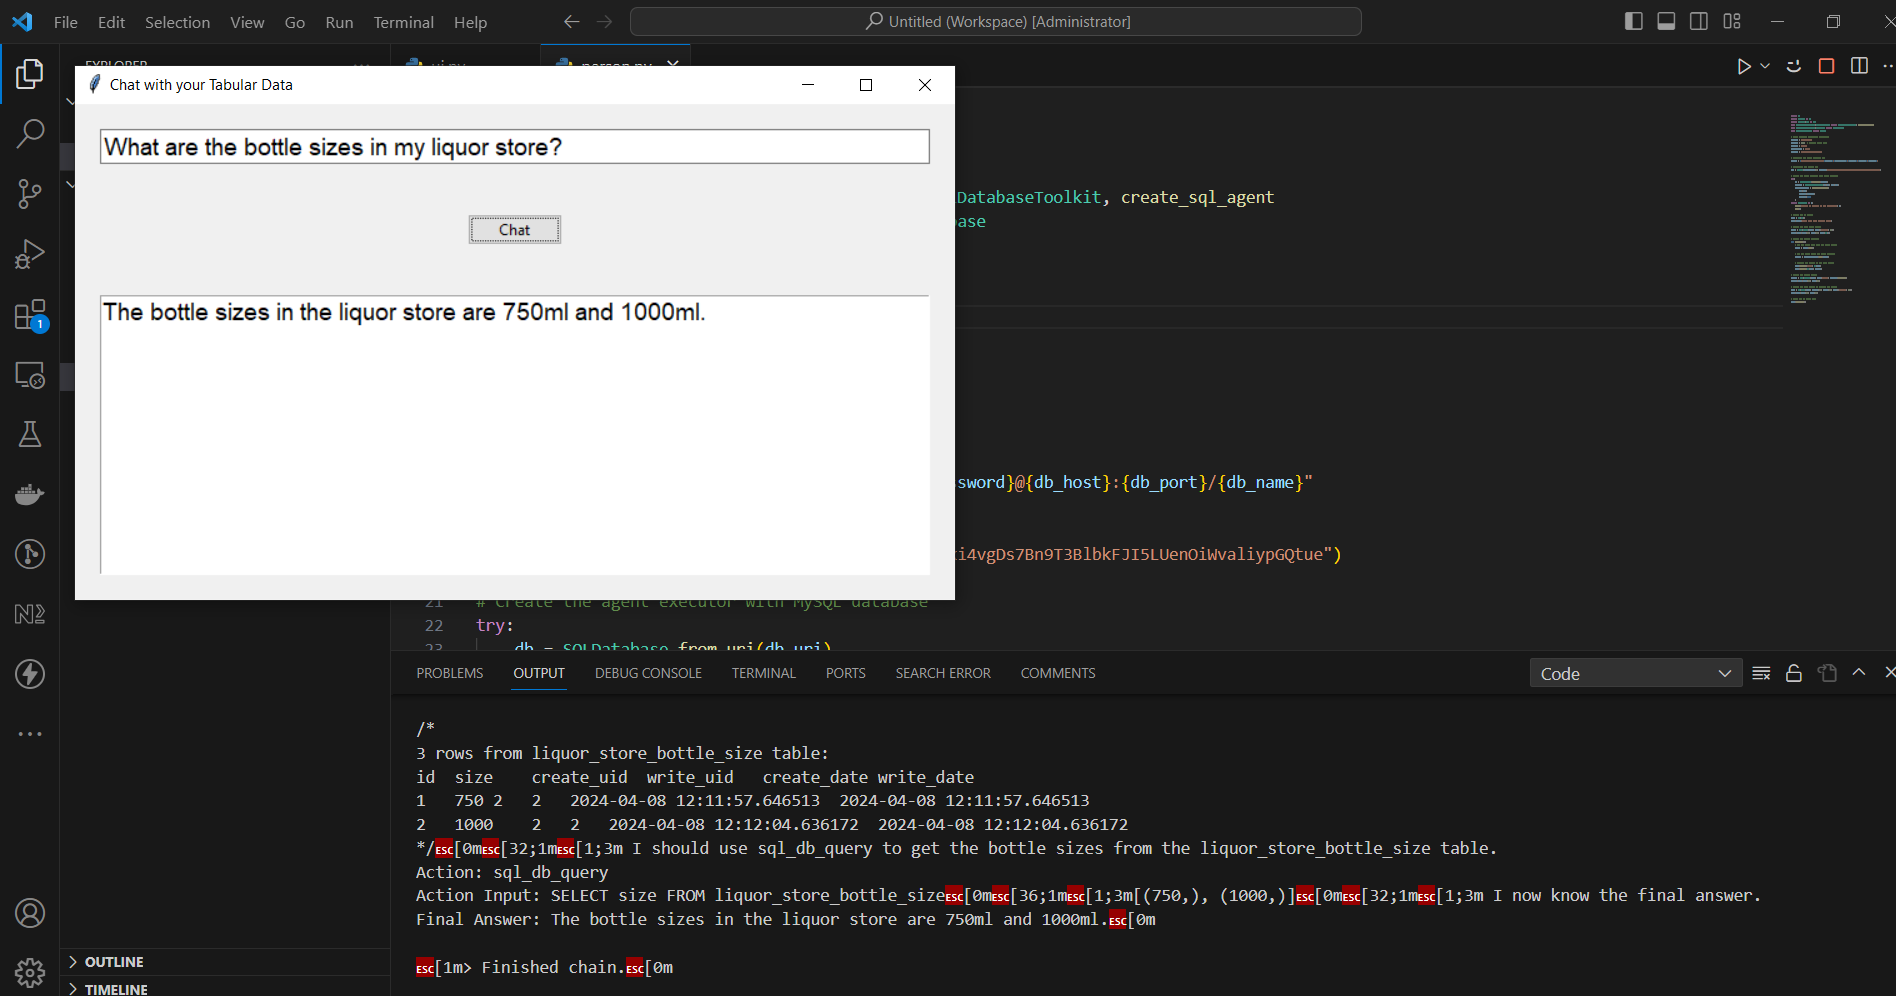 File Edit Selection View Go Run Terminal Help
Untitled (Workspace) [Administrator]
Chat with your Tabular Data
What are the bottle sizes in my liquor store?
Chat
The bottle sizes in the liquor store are 750ml and 1000ml.
DatabaseToolkit, create_sql_agent
sword}@{db_host}:{db_port}/{db_name}"
21 # Create the agent executor with MySQL database
22 try:
23 db = SQLDatabase.from_uri(db_uri)
1
PROBLEMS OUTPUT DEBUG CONSOLE TERMINAL PORTS SEARCH ERROR COMMENTS
Code
/*
3 rows from liquor_store_bottle_size table:
id size create_uid write_uid create_date write_date
1 750 2 2 2024-04-08 12:11:57.646513 2024-04-08 12:11:57.646513
2 1000 2 2 2024-04-08 12:12:04.636172 2024-04-08 12:12:04.636172
*/ESC[0mESC[32;1mESC[1;3m I should use sql_db_query to get the bottle sizes from the liquor_store_bottle_size table.
Action: sql_db_query
Action Input: SELECT size FROM liquor_store_bottle_sizeESC[0mESC[36;1mESC[1;3m[(750,), (1000,)]ESC[0mESC[32;1mESC[1;3m I now know the final answer.
Final Answer: The bottle sizes in the liquor store are 750ml and 1000ml.ESC[0m
ESC[1m> Finished chain.ESC[0m
OUTLINE
TIMELINE